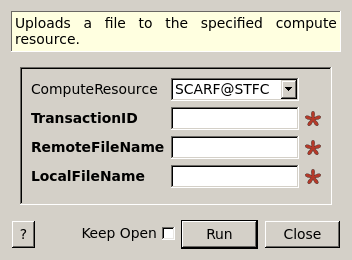 Uploads a file to the specified compute
resource.
ComputeResource SCARF@STFC
TransactionID
RemoteFileName
LocalFileName
? Keep Open Run Close